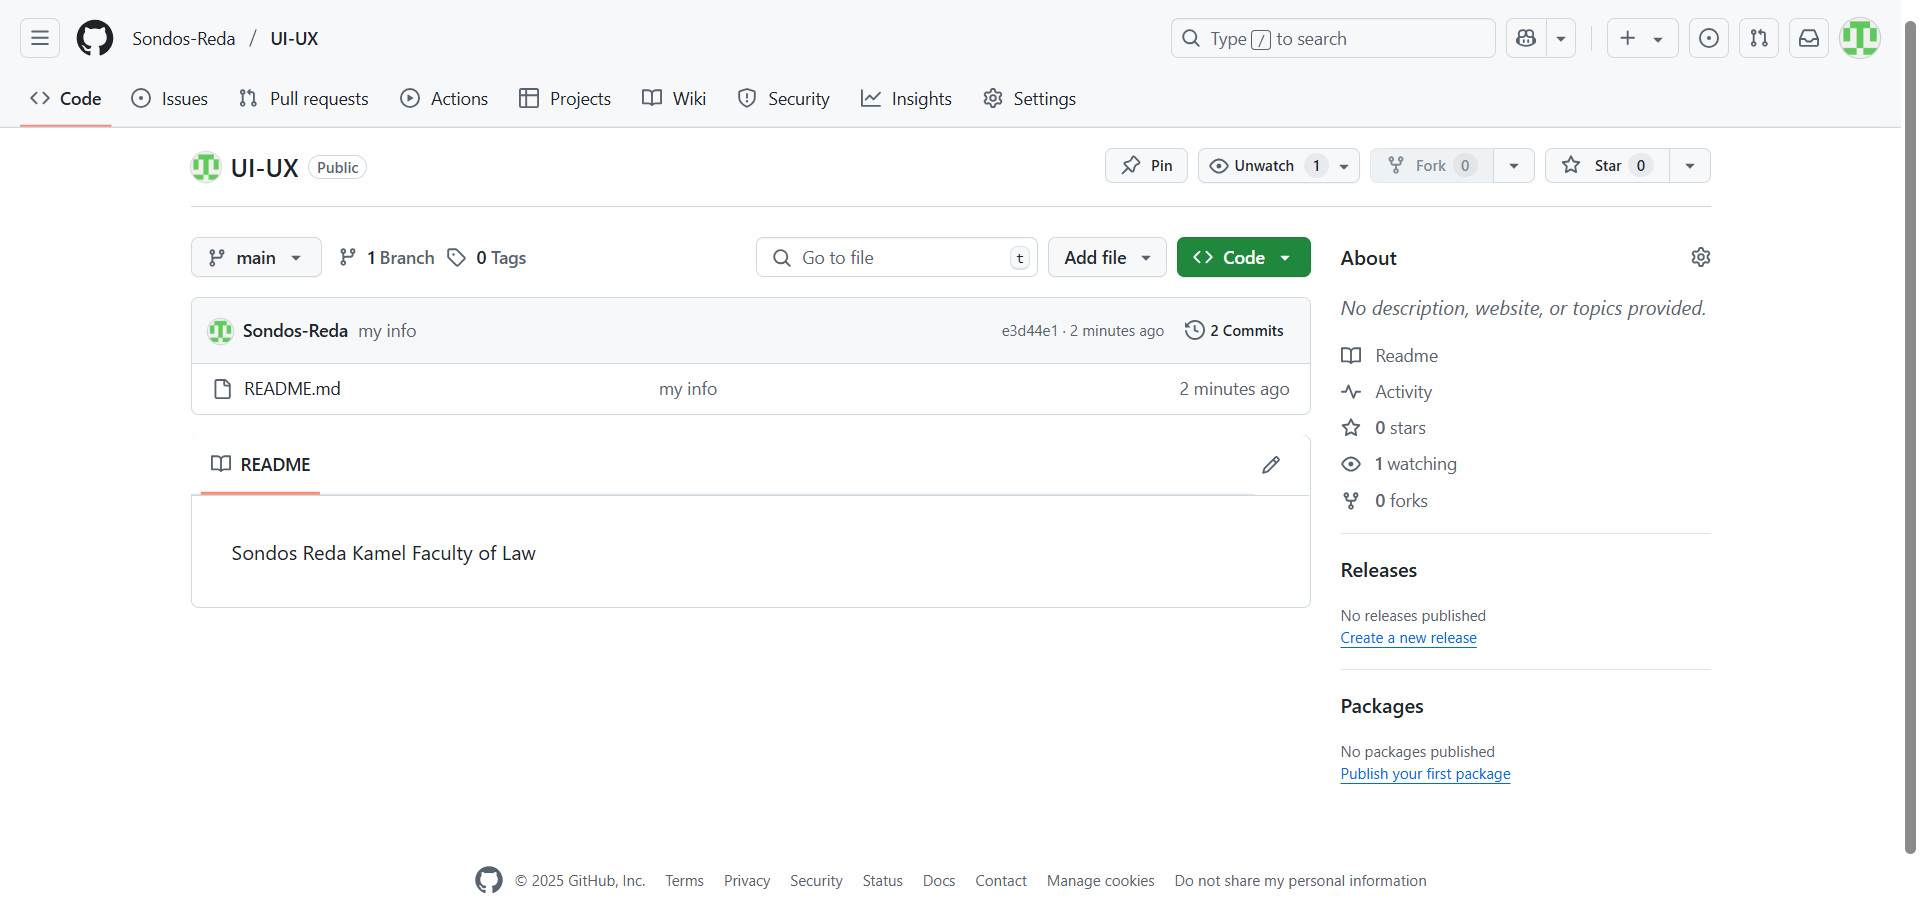 Sondos-Reda / UI-UX
Type / to search
Code Issues Pull requests Actions Projects Wiki Security Insights Settings
UI-UX Public
Pin Unwatch 1 Fork 0 Star 0
main 1 Branch 0 Tags Go to file t Add file Code
Sondos-Reda my info e3d44e1 · 2 minutes ago 2 Commits
README.md my info 2 minutes ago
README
Sondos Reda Kamel Faculty of Law
About
No description, website, or topics provided.
Readme
Activity
0 stars
1 watching
0 forks
Releases
No releases published
Create a new release
Packages
No packages published
Publish your first package
© 2025 GitHub, Inc. Terms Privacy Security Status Docs Contact Manage cookies Do not share my personal information